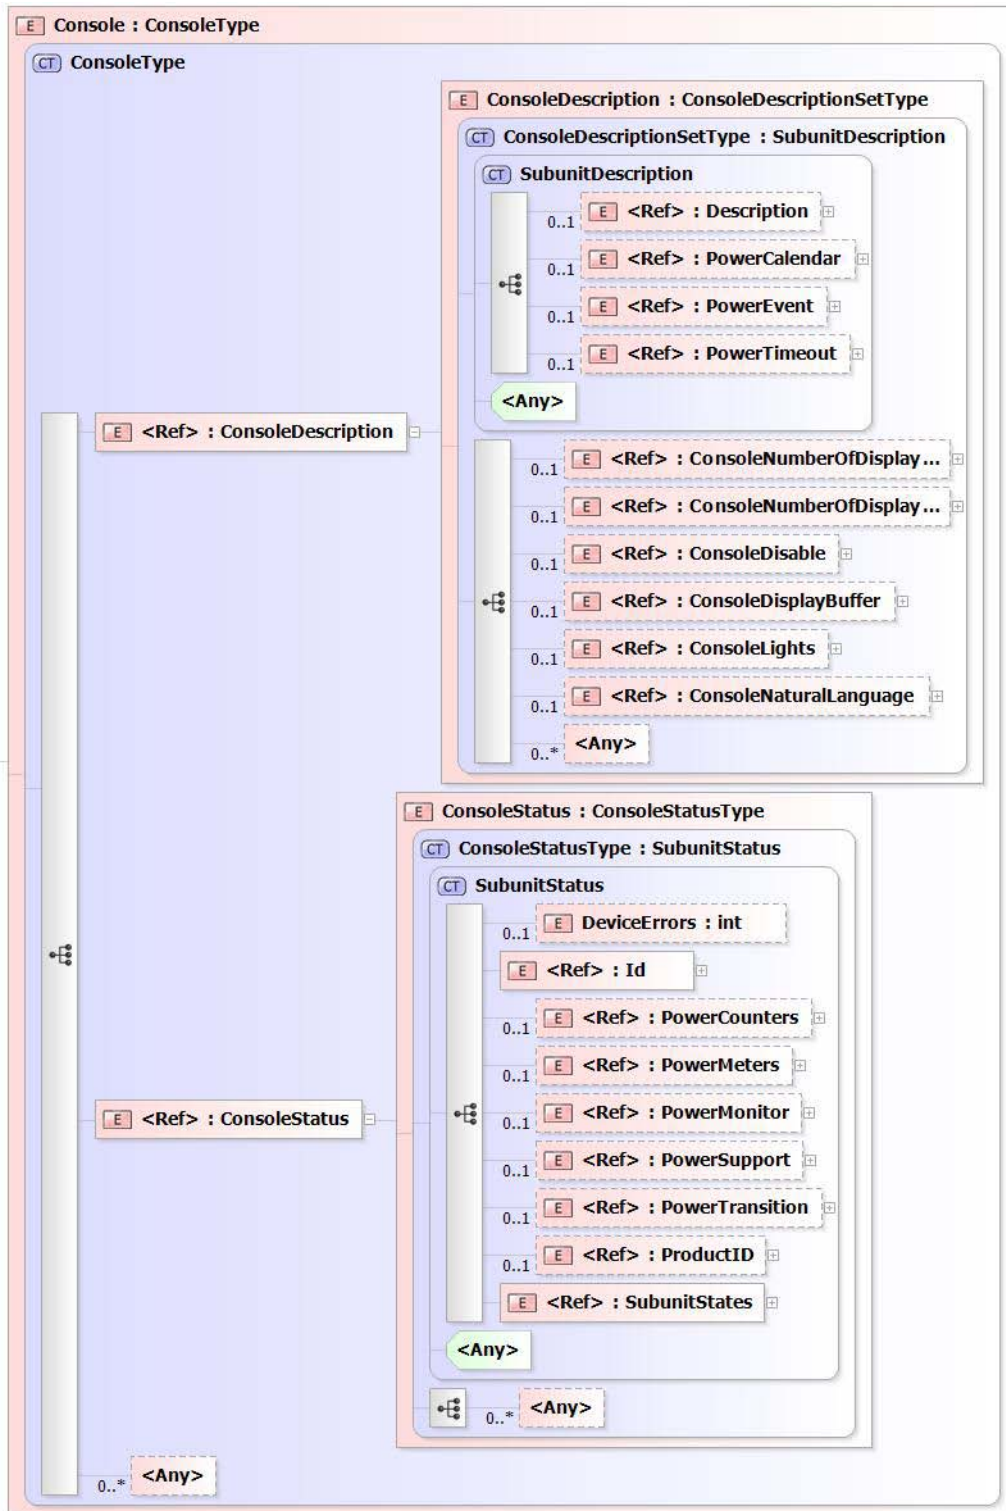 E Console : ConsoleType
CT ConsoleType
E ConsoleDescription : ConsoleDescriptionSetType
CT ConsoleDescriptionSetType : SubunitDescription
CT SubunitDescription
0..1 E <Ref> : Description
0..1 E <Ref> : PowerCalendar
0..1 E <Ref> : PowerEvent
0..1 E <Ref> : PowerTimeout
<Any>
E <Ref> : ConsoleDescription
0..1 E <Ref> : ConsoleNumberOfDisplay...
0..1 E <Ref> : ConsoleNumberOfDisplay...
0..1 E <Ref> : ConsoleDisable
0..1 E <Ref> : ConsoleDisplayBuffer
0..1 E <Ref> : ConsoleLights
0..1 E <Ref> : ConsoleNaturalLanguage
0..* <Any>
E ConsoleStatus : ConsoleStatusType
CT ConsoleStatusType : SubunitStatus
CT SubunitStatus
0..1 E DeviceErrors : int
E <Ref> : Id
0..1 E <Ref> : PowerCounters
0..1 E <Ref> : PowerMeters
0..1 E <Ref> : PowerMonitor
E <Ref> : ConsoleStatus
0..1 E <Ref> : PowerSupport
0..1 E <Ref> : PowerTransition
0..1 E <Ref> : ProductID
E <Ref> : SubunitStates
<Any>
0..* <Any>
0..* <Any>